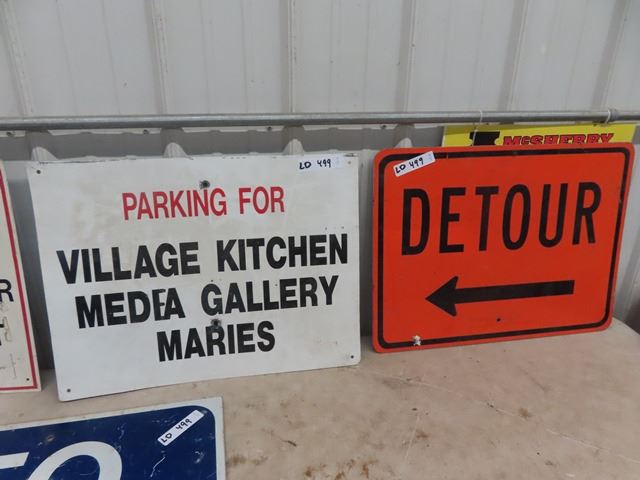 LO 499
PARKING FOR
VILLAGE KITCHEN
MEDEA GALLERY
MARIES
LO 499
DETOUR
McSHERRY
LO 499